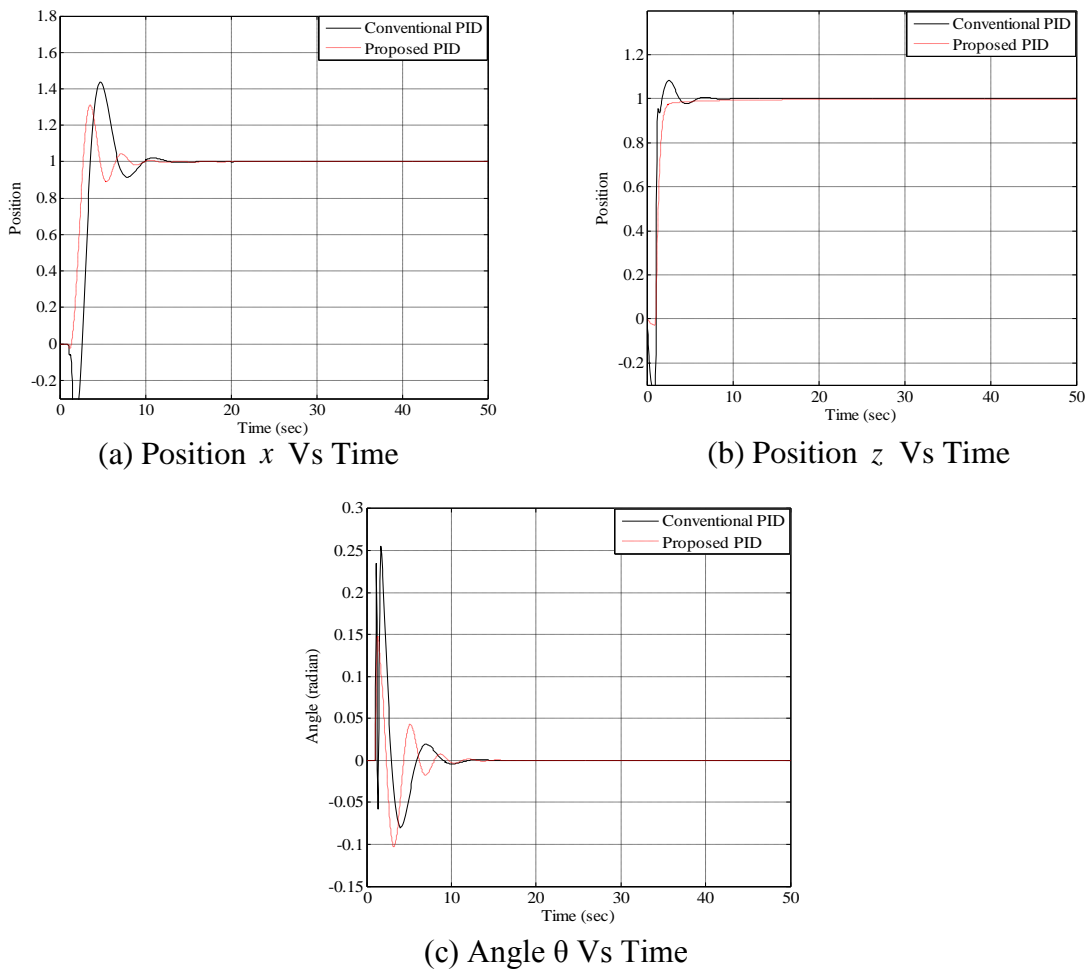 1.8
1.6
1.4
1.2
1
0.8
0.6
0.4
0.2
0
-0.2
Position
Conventional PID
Proposed PID
0 10 20 30 40 50
Time (sec)
(a) Position x Vs Time
1.2
1
0.8
0.6
0.4
0.2
0
-0.2
Position
Conventional PID
Proposed PID
0 10 20 30 40 50
Time (sec)
(b) Position z Vs Time
0.3
0.25
0.2
0.15
0.1
0.05
0
-0.05
-0.1
-0.15
Angle (radian)
Conventional PID
Proposed PID
0 10 20 30 40 50
Time (sec)
(c) Angle θ Vs Time